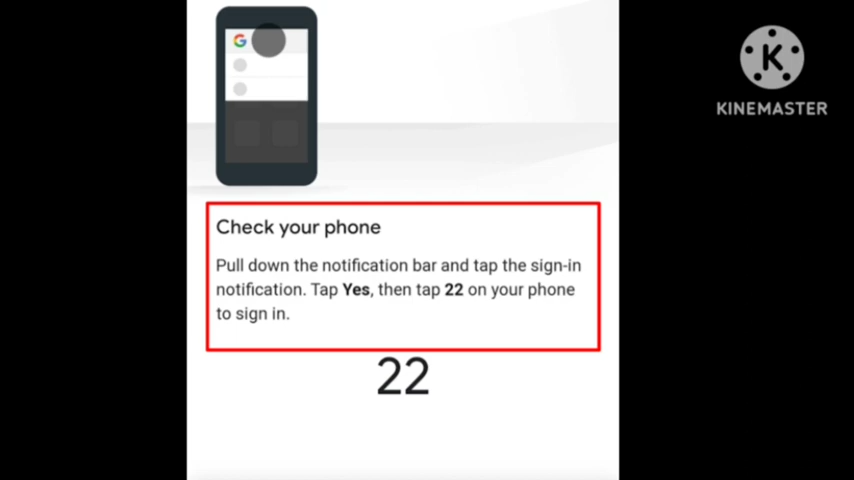 G
K
KINEMASTER
Check your phone
Pull down the notification bar and tap the sign-in
notification. Tap Yes, then tap 22 on your phone
to sign in.
22